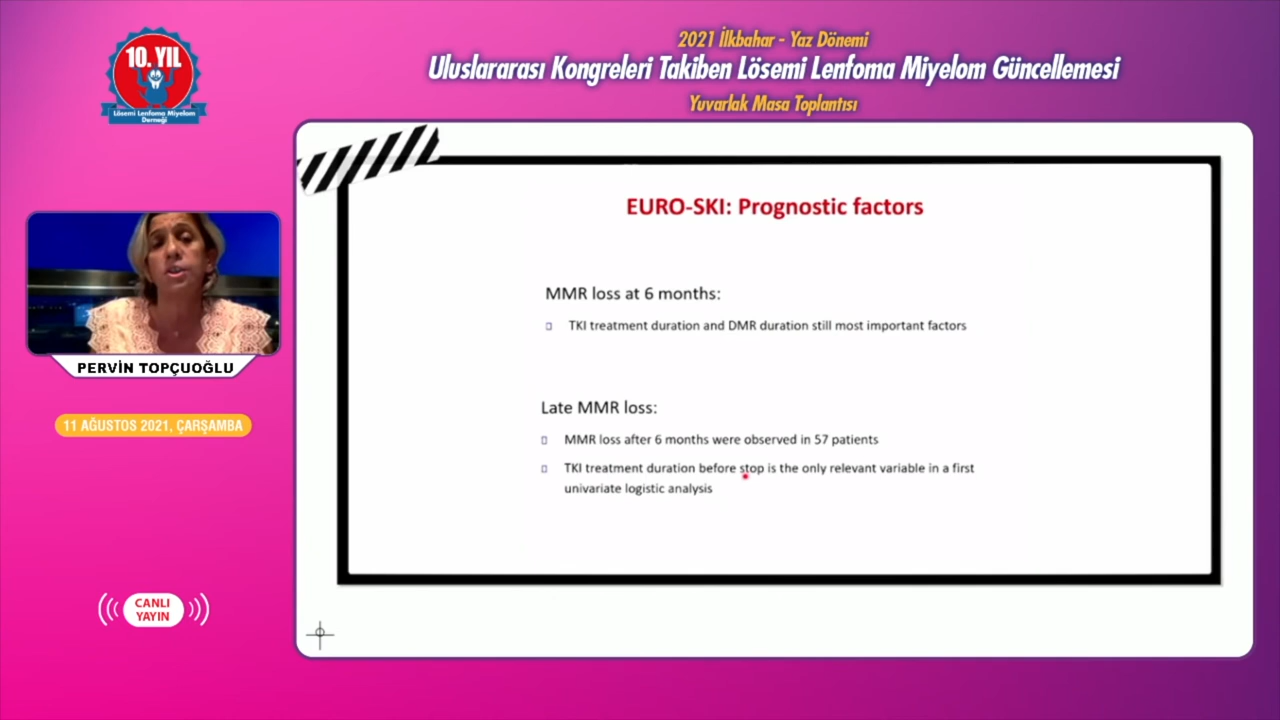 10. YIL
Lösemi Lenfoma Miyelom
Derneği
2021 İlkbahar - Yaz Dönemi
Uluslararası Kongreleri Takiben Lösemi Lenfoma Miyelom Güncellemesi
Yuvarlak Masa Toplantısı
PERVİN TOPÇUOĞLU
11 AĞUSTOS 2021, ÇARŞAMBA
CANLI
YAYIN
EURO-SKI: Prognostic factors
MMR loss at 6 months:
TKI treatment duration and DMR duration still most important factors
Late MMR loss:
MMR loss after 6 months were observed in 57 patients
TKI treatment duration before stop is the only relevant variable in a first
univariate logistic analysis